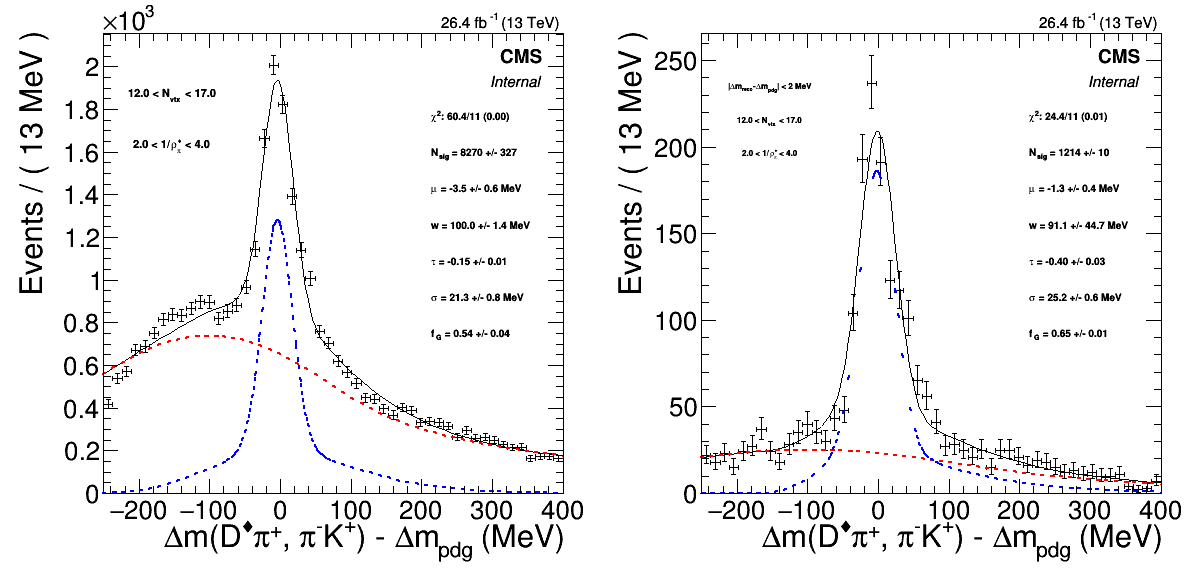 ×10³
26.4 fb⁻¹ (13 TeV)
CMS
Internal
12.0 < N_vtx < 17.0
2.0 < 1/ρ_π^♦ < 4.0
χ²: 60.4/11 (0.00)
N_sig = 8270 +/- 327
μ = -3.5 +/- 0.6 MeV
w = 100.0 +/- 1.4 MeV
τ = -0.15 +/- 0.01
σ = 21.3 +/- 0.8 MeV
f_G = 0.54 +/- 0.04
Events / ( 13 MeV )
2
1.8
1.6
1.4
1.2
1
0.8
0.6
0.4
0.2
0
−200 −100 0 100 200 300 400
Δm(D^♦π⁺, π⁻K⁺) - Δm_pdg (MeV)
26.4 fb⁻¹ (13 TeV)
CMS
Internal
|Δm_reco-Δm_pdg| < 2 MeV
12.0 < N_vtx < 17.0
2.0 < 1/ρ_π^♦ < 4.0
χ²: 24.4/11 (0.01)
N_sig = 1214 +/- 10
μ = -1.3 +/- 0.4 MeV
w = 91.1 +/- 44.7 MeV
τ = -0.40 +/- 0.03
σ = 25.2 +/- 0.6 MeV
f_G = 0.65 +/- 0.01
Events / ( 13 MeV )
250
200
150
100
50
0
−200 −100 0 100 200 300 400
Δm(D^♦π⁺, π⁻K⁺) - Δm_pdg (MeV)